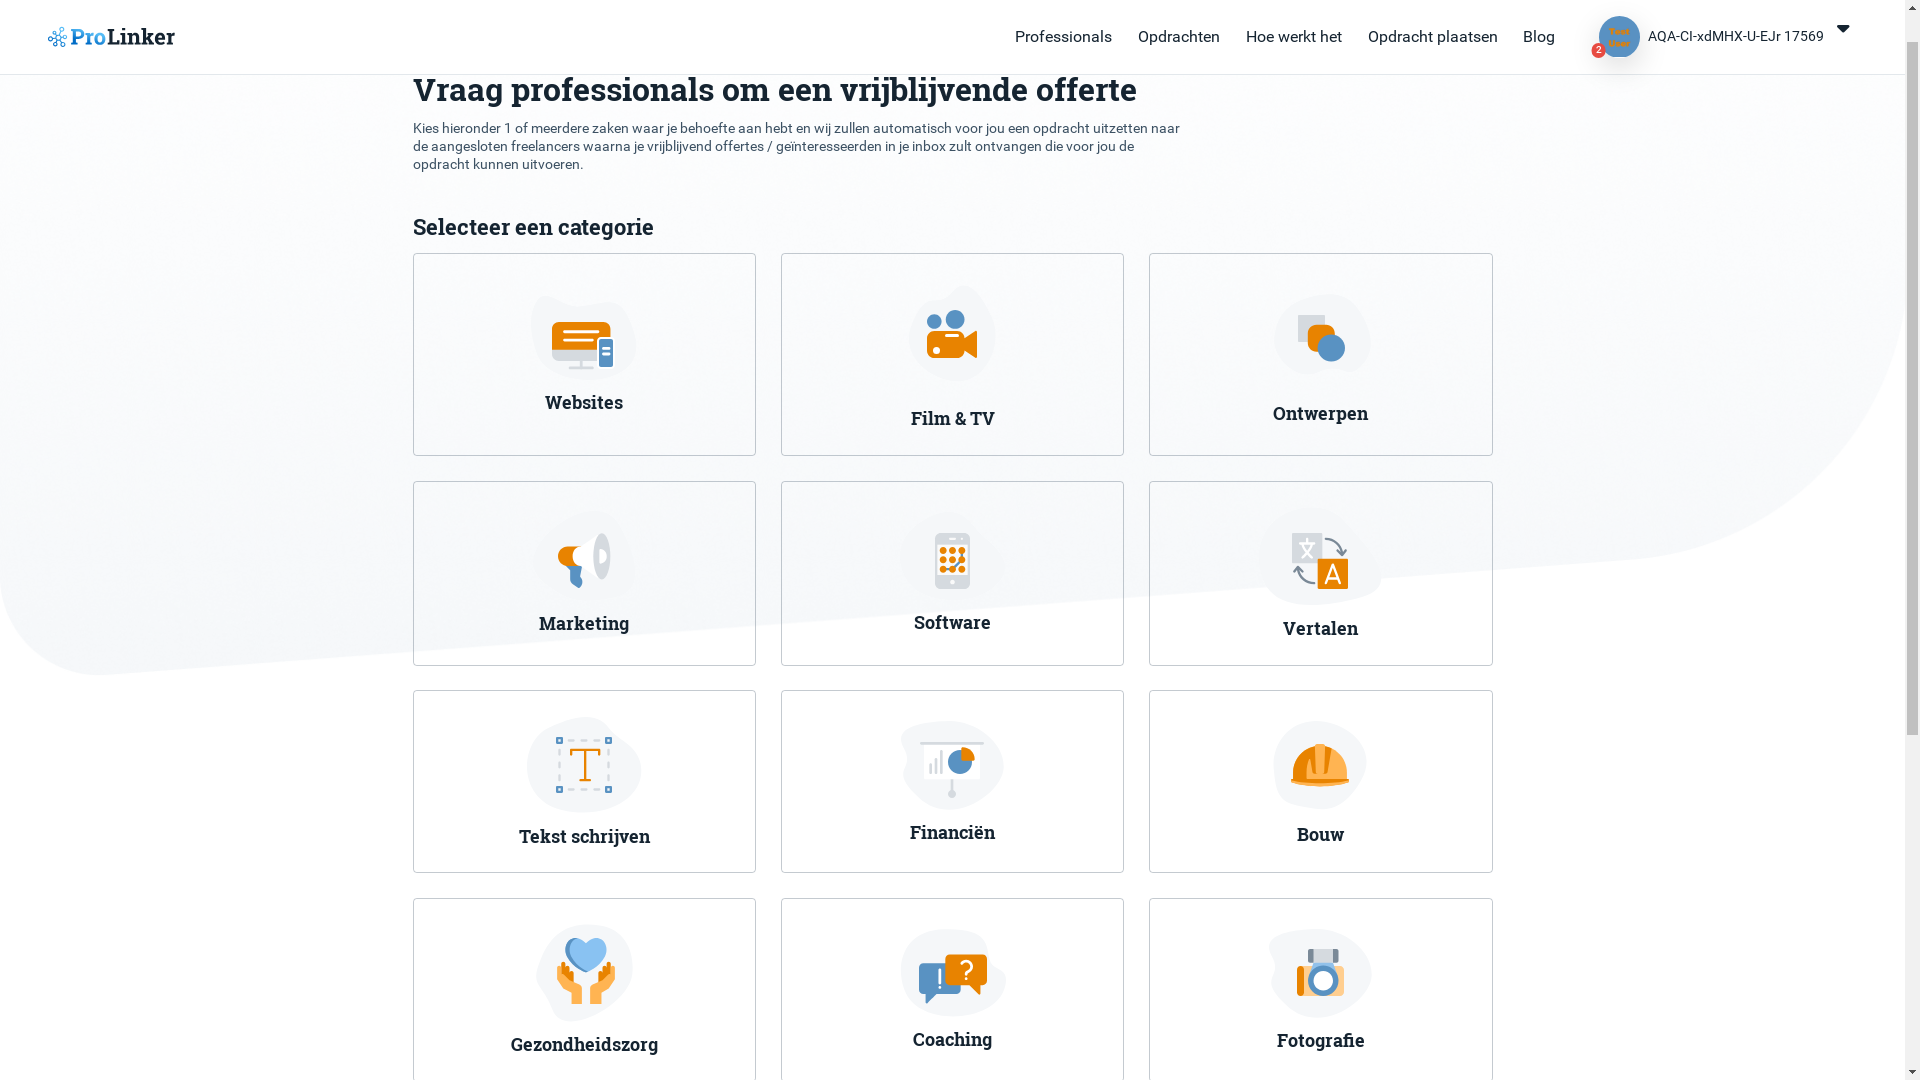 ProLinker
Professionals
Opdrachten
Hoe werkt het
Opdracht plaatsen
Blog
Test
User
2
AQA-CI-xdMHX-U-EJr 17569
Vraag professionals om een vrijblijvende offerte
Kies hieronder 1 of meerdere zaken waar je behoefte aan hebt en wij zullen automatisch voor jou een opdracht uitzetten naar
de aangesloten freelancers waarna je vrijblijvend offertes / geïnteresseerden in je inbox zult ontvangen die voor jou de
opdracht kunnen uitvoeren.
Selecteer een categorie
Websites
Film & TV
Ontwerpen
Marketing
Software
Vertalen
Tekst schrijven
Financiën
Bouw
Gezondheidszorg
Coaching
Fotografie